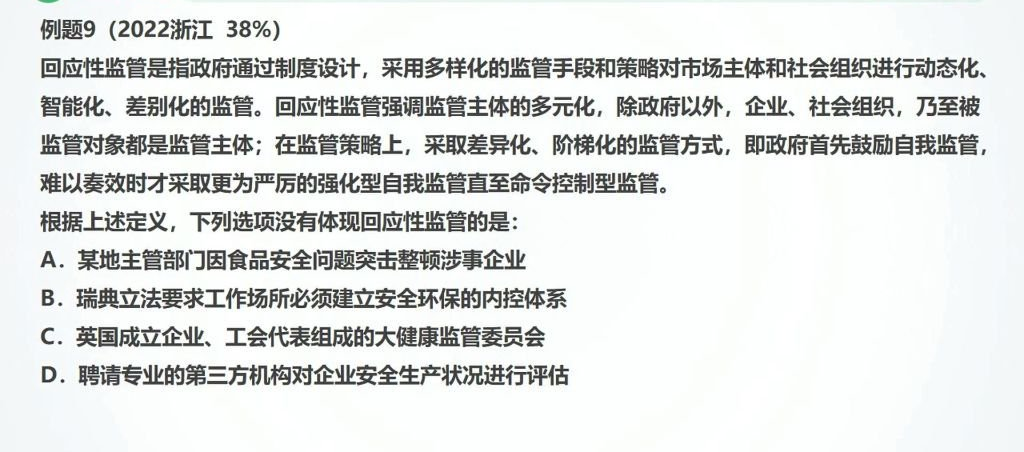 例题9（2022浙江 38%）
回应性监管是指政府通过制度设计，采用多样化的监管手段和策略对市场主体和社会组织进行动态化、
智能化、差别化的监管。回应性监管强调监管主体的多元化，除政府以外，企业、社会组织，乃至被
监管对象都是监管主体；在监管策略上，采取差异化、阶梯化的监管方式，即政府首先鼓励自我监管，
难以奏效时才采取更为严厉的强化型自我监管直至命令控制型监管。
根据上述定义，下列选项没有体现回应性监管的是：
A．某地主管部门因食品安全问题突击整顿涉事企业
B．瑞典立法要求工作场所必须建立安全环保的内控体系
C．英国成立企业、工会代表组成的大健康监管委员会
D．聘请专业的第三方机构对企业安全生产状况进行评估